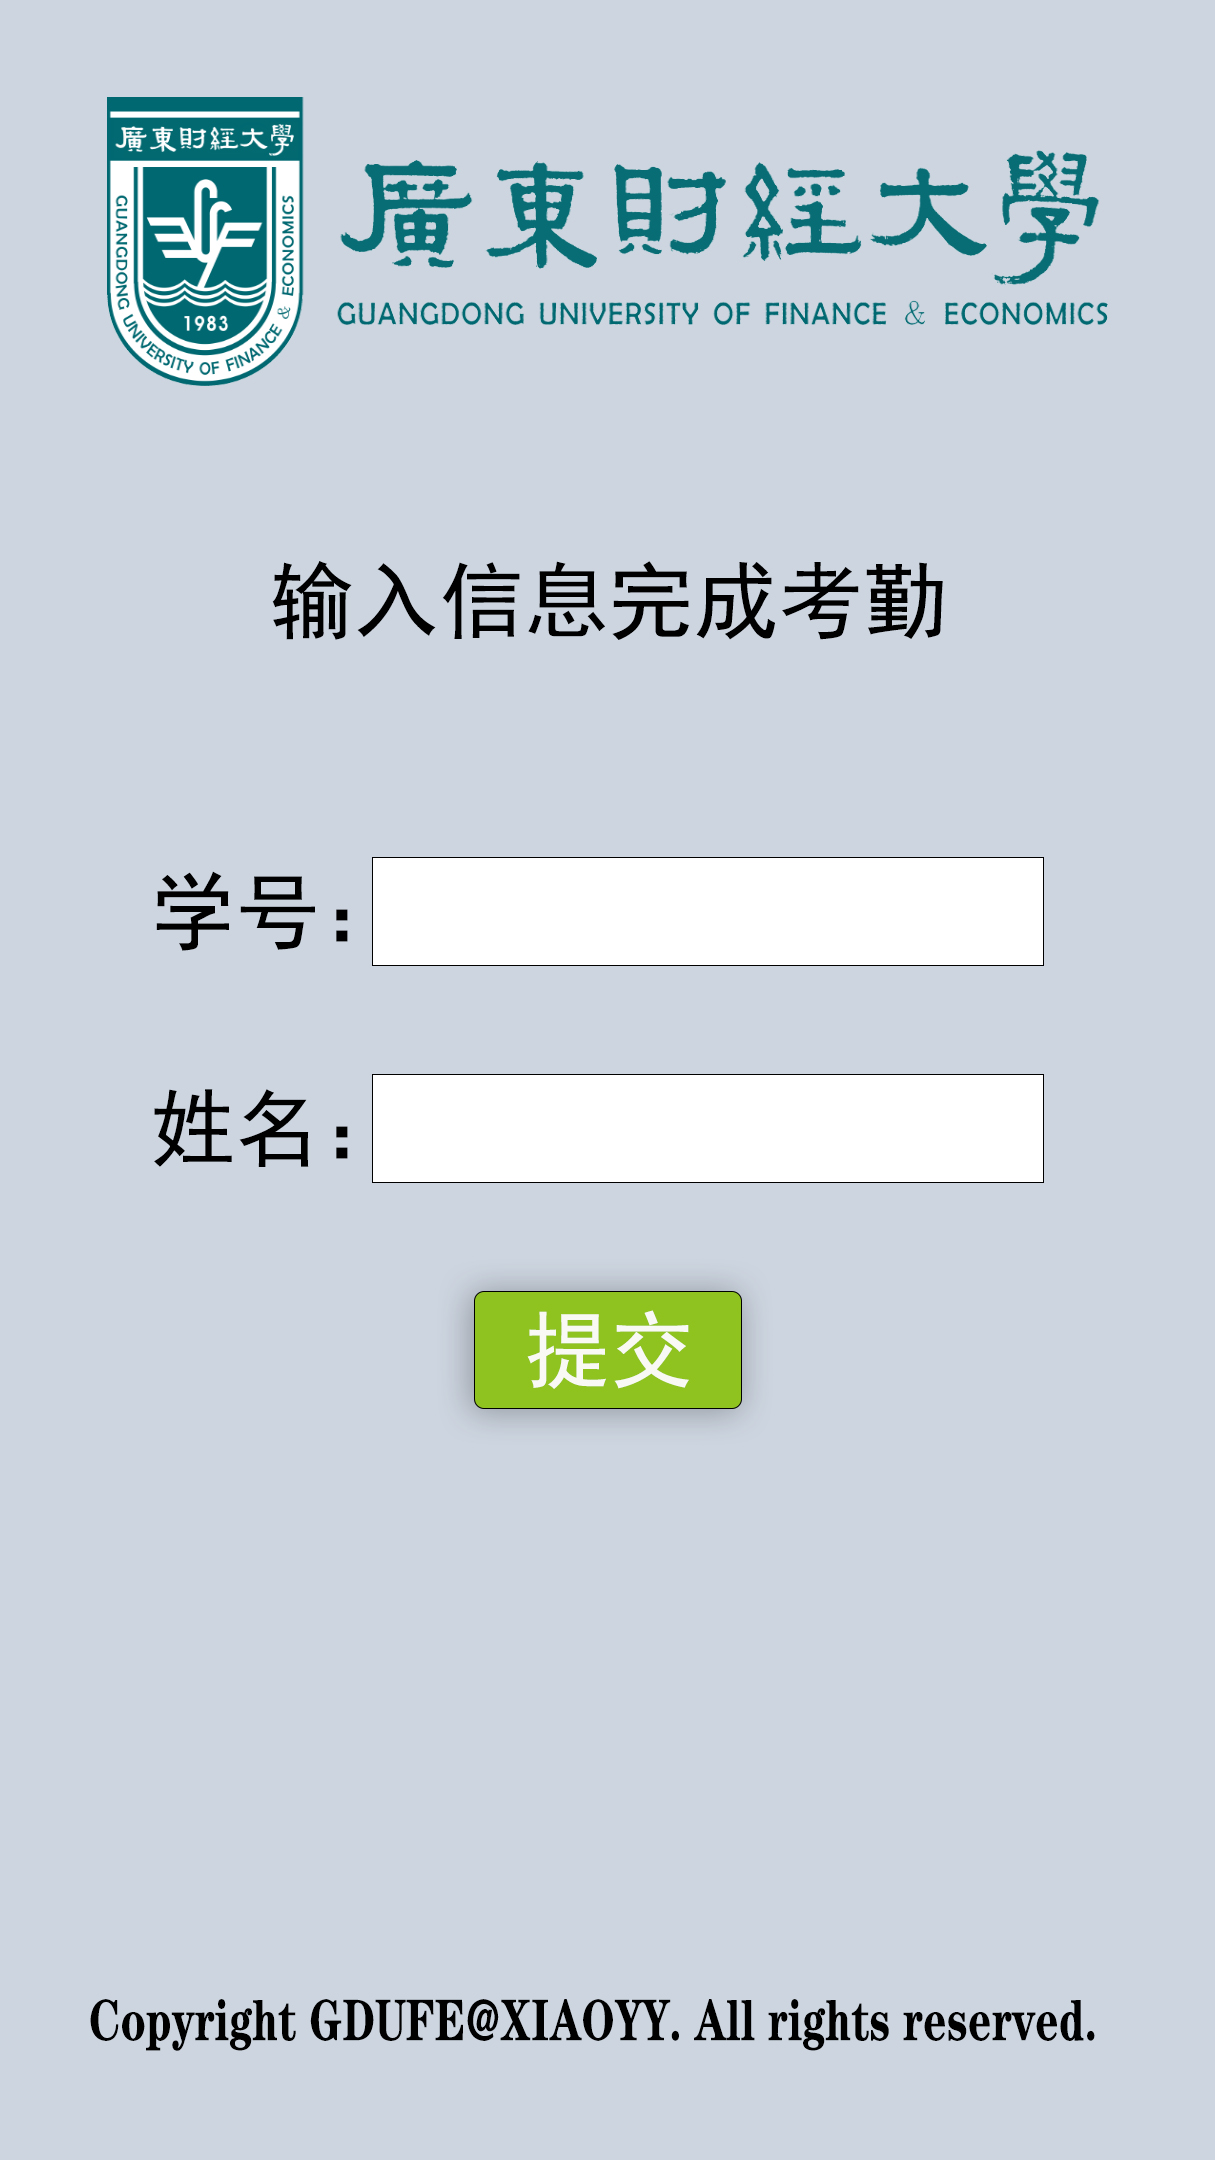 廣東財經大學
GUANGDONG UNIVERSITY OF FINANCE & ECONOMICS
1983
廣東財經大學
GUANGDONG UNIVERSITY OF FINANCE & ECONOMICS
输入信息完成考勤
学号:
姓名:
提交
Copyright GDUFE@XIAOYY. All rights reserved.